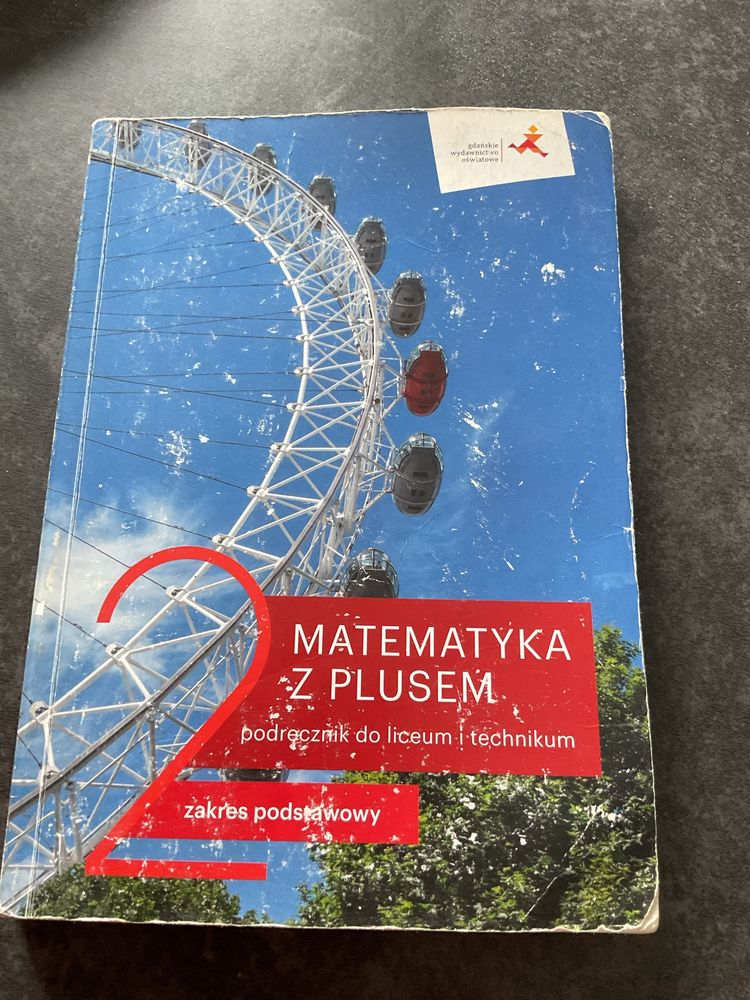 gdańskie
wydawnictwo
oświatowe
2
MATEMATYKA
Z PLUSEM
podręcznik do liceum i technikum
zakres podstawowy